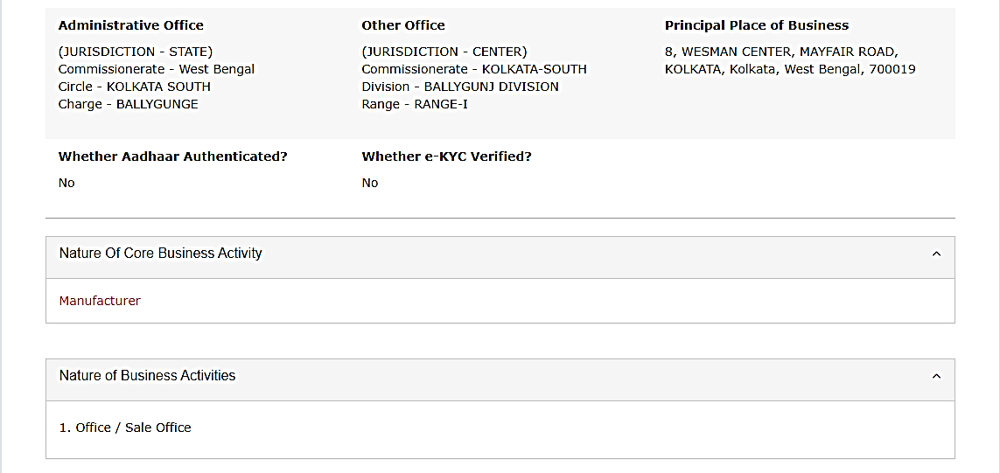 Administrative Office
(JURISDICTION - STATE)
Commissionerate - West Bengal
Circle - KOLKATA SOUTH
Charge - BALLYGUNGE
Other Office
(JURISDICTION - CENTER)
Commissionerate - KOLKATA-SOUTH
Division - BALLYGUNJ DIVISION
Range - RANGE-I
Principal Place of Business
8, WESMAN CENTER, MAYFAIR ROAD,
KOLKATA, Kolkata, West Bengal, 700019
Whether Aadhaar Authenticated?
No
Whether e-KYC Verified?
No
Nature Of Core Business Activity
Manufacturer
Nature of Business Activities
1. Office / Sale Office